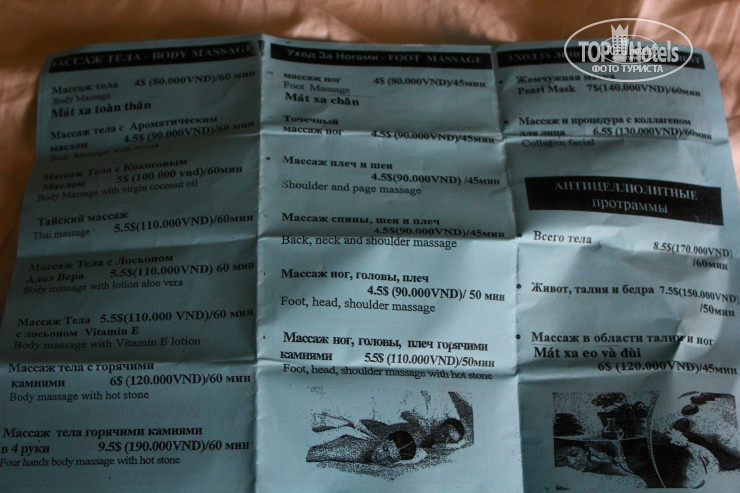 TOP Hotels
ФОТО ТУРИСТА
МАССАЖ ТЕЛА - BODY MASSAGE
Массаж тела 4$ (80.000VND)/60 мин
Body Massage
Mát xa toàn thân
Массаж тела с Ароматическим
маслом 4.5$ (90.000VND)/60 мин
Массаж Тела с Кокосовым
Маслом 5$ (100 000 vnd)/60мин
Body Massage with virgin coconut oil
Тайский массаж
Thai massage 5.5$(110.000VND)/60мин
Массаж Тела с Лосьоном
Алоэ Вера 5.5$(110.000VND) 60 мин
Body massage with lotion aloe vera
Массаж Тела 5.5$(110.000 VND)/60 мин
с лосьоном Vitamin E
Body massage with Vitamin E lotion
Массаж тела с горячими
камнями 6$ (120.000VND)/60 мин
Body massage with hot stone
Массаж тела горячими камнями
в 4 руки 9.5$ (190.000VND)/60 мин
Four hands body massage with hot stone
Уход За Ногами - FOOT MASSAGE
массаж ног 4$ (80.000VND)/45мин
Foot Massage
Mát xa chân
Точечный
массаж ног 4.5$ (90.000VND)/45мин
Массаж плеч и шеи
4.5$(90.000VND) /45мин
Shoulder and page massage
Массаж спины, шеи и плеч
4.5$(90.000VND)/45мин
Back, neck and shoulder massage
Массаж ног, головы, плеч
4.5$ (90.000VND)/ 50 мин
Foot, head, shoulder massage
Массаж ног, головы, плеч горячими
камнями 5.5$ (110.000VND)/50мин
Foot, head, shoulder massage with hot stone
УХОД ЗА
Жемчужная
Pearl Mask 7$(140.000VND)/60мин
Массаж и процедура с коллагеном
для лица 6.5$ (130.000VND)/60мин
Collagen facial
АНТИЦЕЛЛЮЛИТНЫЕ
протраммы
Всего тела 8.5$(170.000VND)
/60мин
Живот, талия и бедра 7.5$(150.000VND)
/50мин
Массаж в области талии и ног
Mát xa eo và đùi
6$ (120.000VND)/45мин